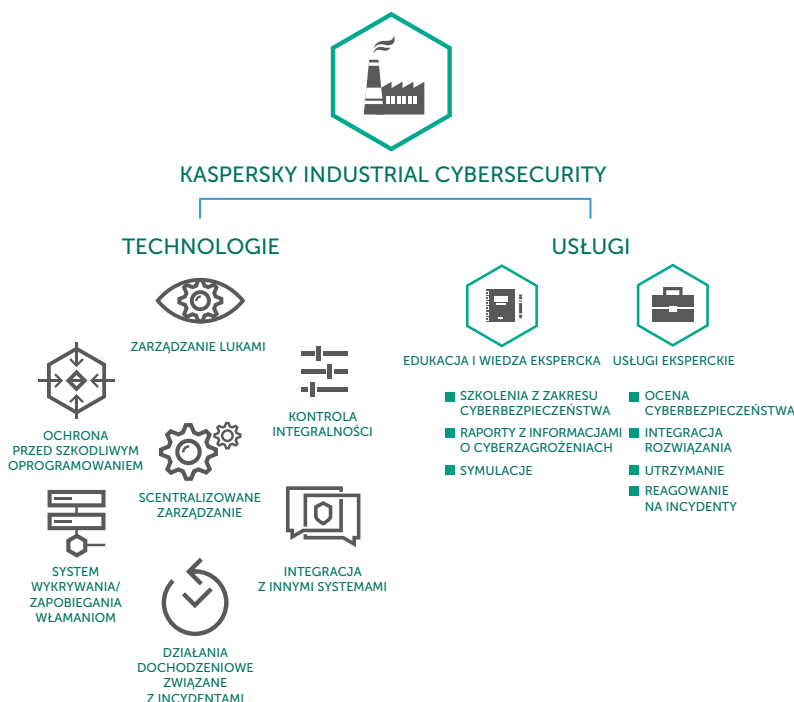 KASPERSKY INDUSTRIAL CYBERSECURITY
TECHNOLOGIE
ZARZĄDZANIE LUKAMI
OCHRONA
PRZED SZKODLIWYM
OPROGRAMOWANIEM
KONTROLA
INTEGRALNOŚCI
SCENTRALIZOWANE
ZARZĄDZANIE
SYSTEM
WYKRYWANIA/
ZAPOBIEGANIA
WŁAMANIOM
INTEGRACJA
Z INNYMI SYSTEMAMI
DZIAŁANIA
DOCHODZENIOWE
ZWIĄZANE
Z INCYDENTAMI
USŁUGI
EDUKACJA I WIEDZA EKSPERCKA
SZKOLENIA Z ZAKRESU
CYBERBEZPIECZEŃSTWA
RAPORTY Z INFORMACJAMI
O CYBERZAGROŻENIACH
SYMULACJE
USŁUGI EKSPERCKIE
OCENA
CYBERBEZPIECZEŃSTWA
INTEGRACJA
ROZWIĄZANIA
UTRZYMANIE
REAGOWANIE
NA INCYDENTY